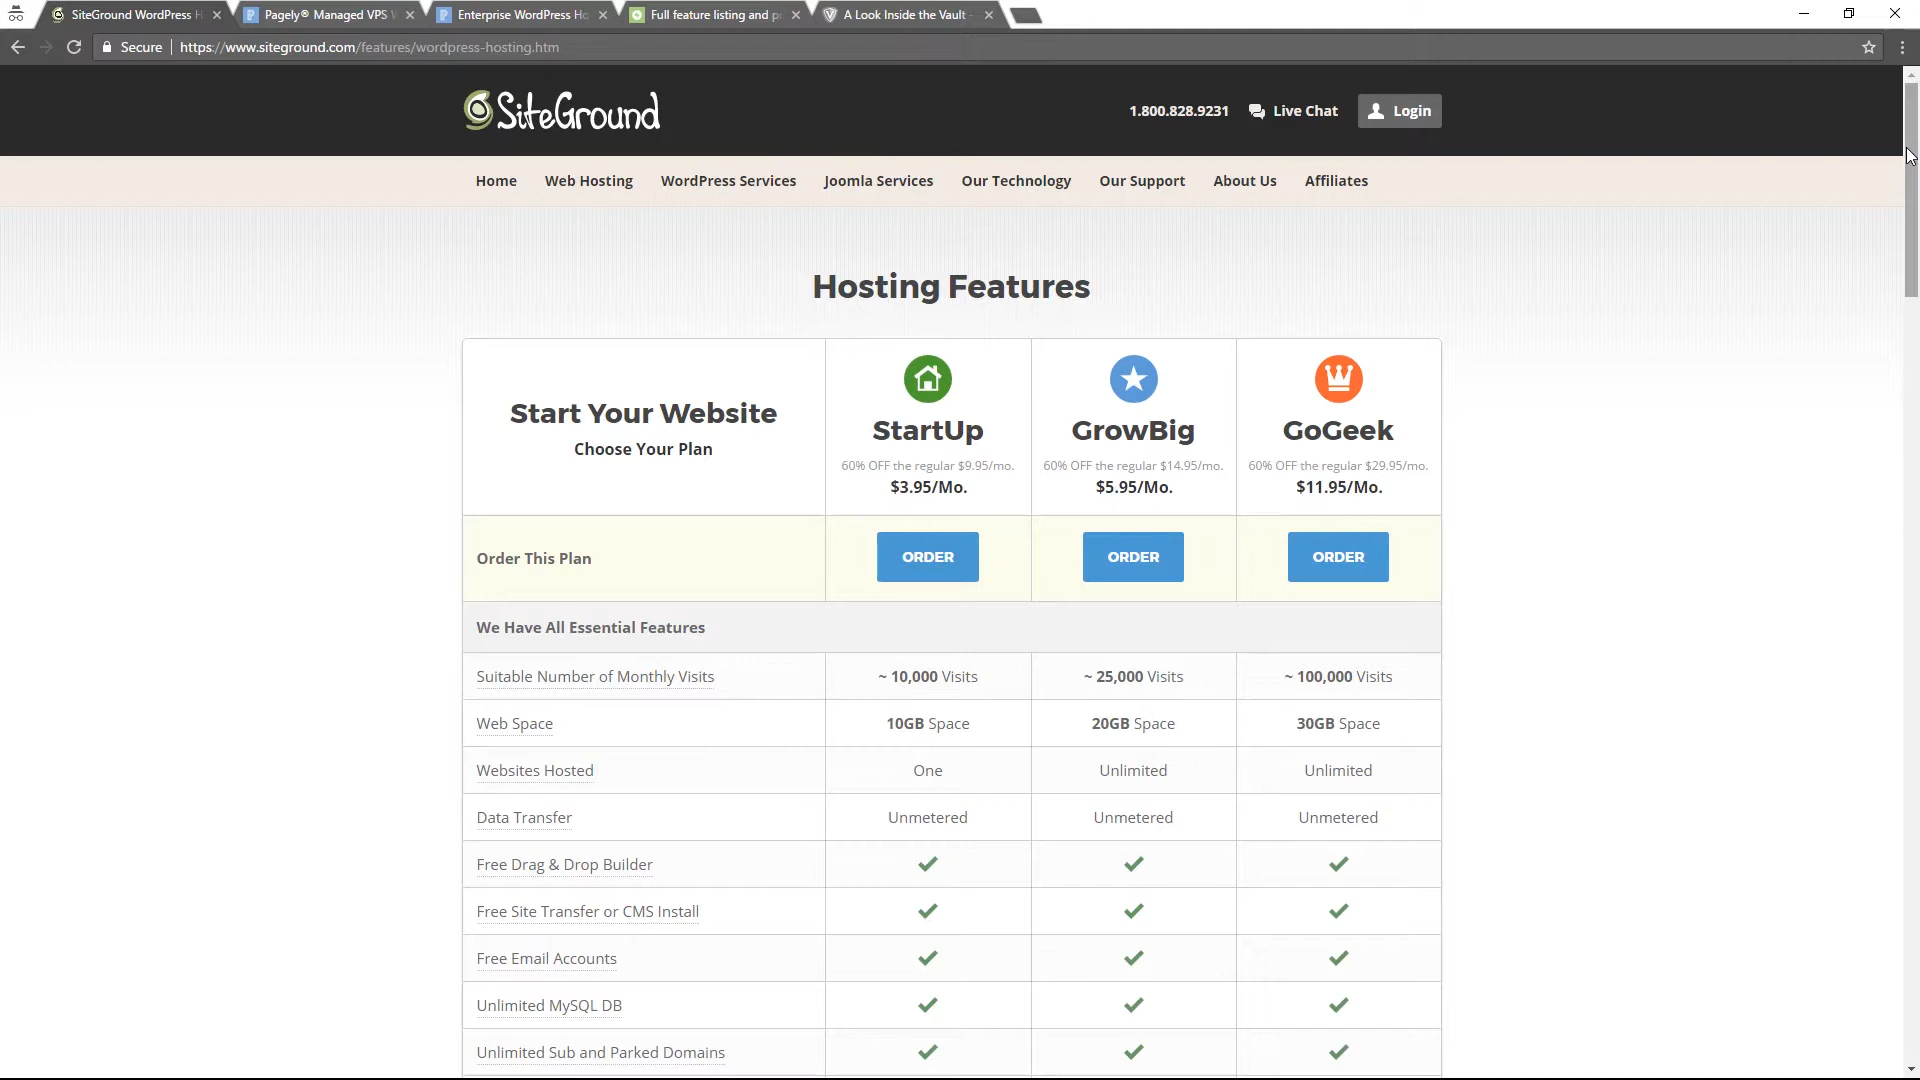 SiteGround WordPress H
Pagely® Managed VPS W
Enterprise WordPress Ho
Full feature listing and p
A Look Inside the Vault -
Secure
https://www.siteground.com/features/wordpress-hosting.htm
SiteGround
1.800.828.9231
Live Chat
Login
Home
Web Hosting
WordPress Services
Joomla Services
Our Technology
Our Support
About Us
Affiliates
Hosting Features
Start Your Website
Choose Your Plan
StartUp
60% OFF the regular $9.95/mo.
$3.95/Mo.
GrowBig
60% OFF the regular $14.95/mo.
$5.95/Mo.
GoGeek
60% OFF the regular $29.95/mo.
$11.95/Mo.
Order This Plan
ORDER
ORDER
ORDER
We Have All Essential Features
Suitable Number of Monthly Visits
~ 10,000 Visits
~ 25,000 Visits
~ 100,000 Visits
Web Space
10GB Space
20GB Space
30GB Space
Websites Hosted
One
Unlimited
Unlimited
Data Transfer
Unmetered
Unmetered
Unmetered
Free Drag & Drop Builder
Free Site Transfer or CMS Install
Free Email Accounts
Unlimited MySQL DB
Unlimited Sub and Parked Domains